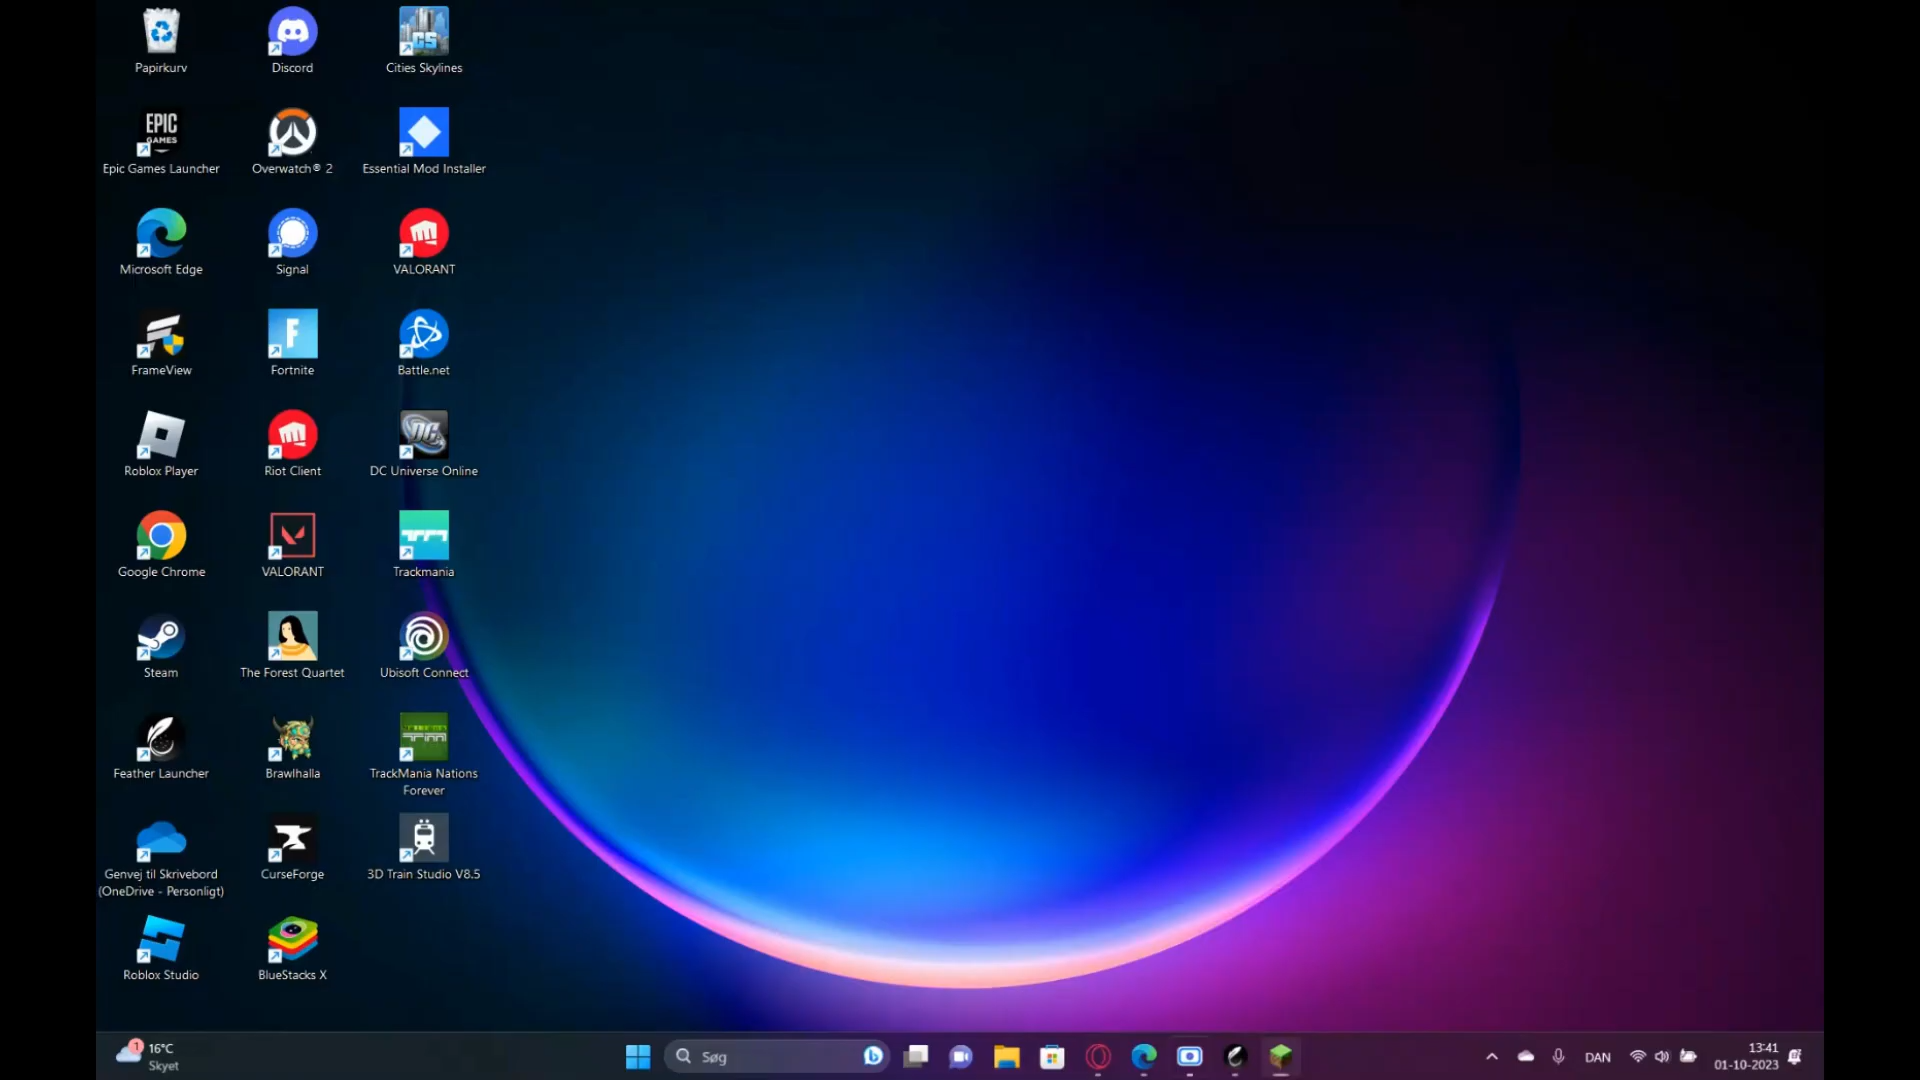 Papirkurv
Discord
Cities Skylines
CS
EPIC
GAMES
Epic Games Launcher
Overwatch® 2
Essential Mod Installer
Microsoft Edge
Signal
VALORANT
F
FrameView
Fortnite
Battle.net
DC
Roblox Player
Riot Client
DC Universe Online
Google Chrome
VALORANT
Trackmania
Steam
The Forest Quartet
Ubisoft Connect
Feather Launcher
Brawlhalla
TrackMania Nations
Forever
Genvej til Skrivebord
(OneDrive - Personligt)
CurseForge
3D Train Studio V8.5
Roblox Studio
BlueStacks X
1
16°C
Skyet
Søg
DAN
13:41
01-10-2023